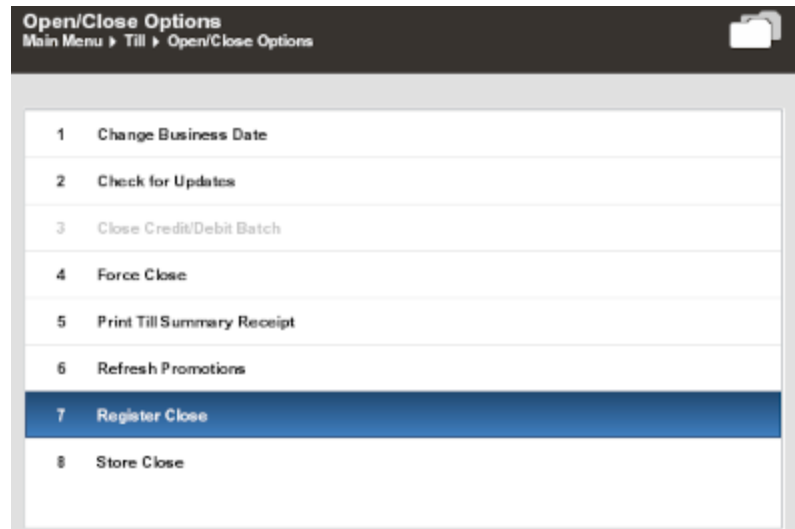 Open/Close Options
Main Menu ▸ Till ▸ Open/Close Options
1 Change Business Date
2 Check for Updates
3 Close Credit/Debit Batch
4 Force Close
5 Print Till Summary Receipt
6 Refresh Promotions
7 Register Close
8 Store Close